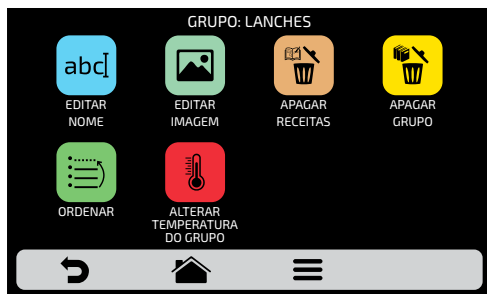 GRUPO: LANCHES
abc
EDITAR
NOME
EDITAR
IMAGEM
APAGAR
RECEITAS
APAGAR
GRUPO
ORDENAR
ALTERAR
TEMPERATURA
DO GRUPO